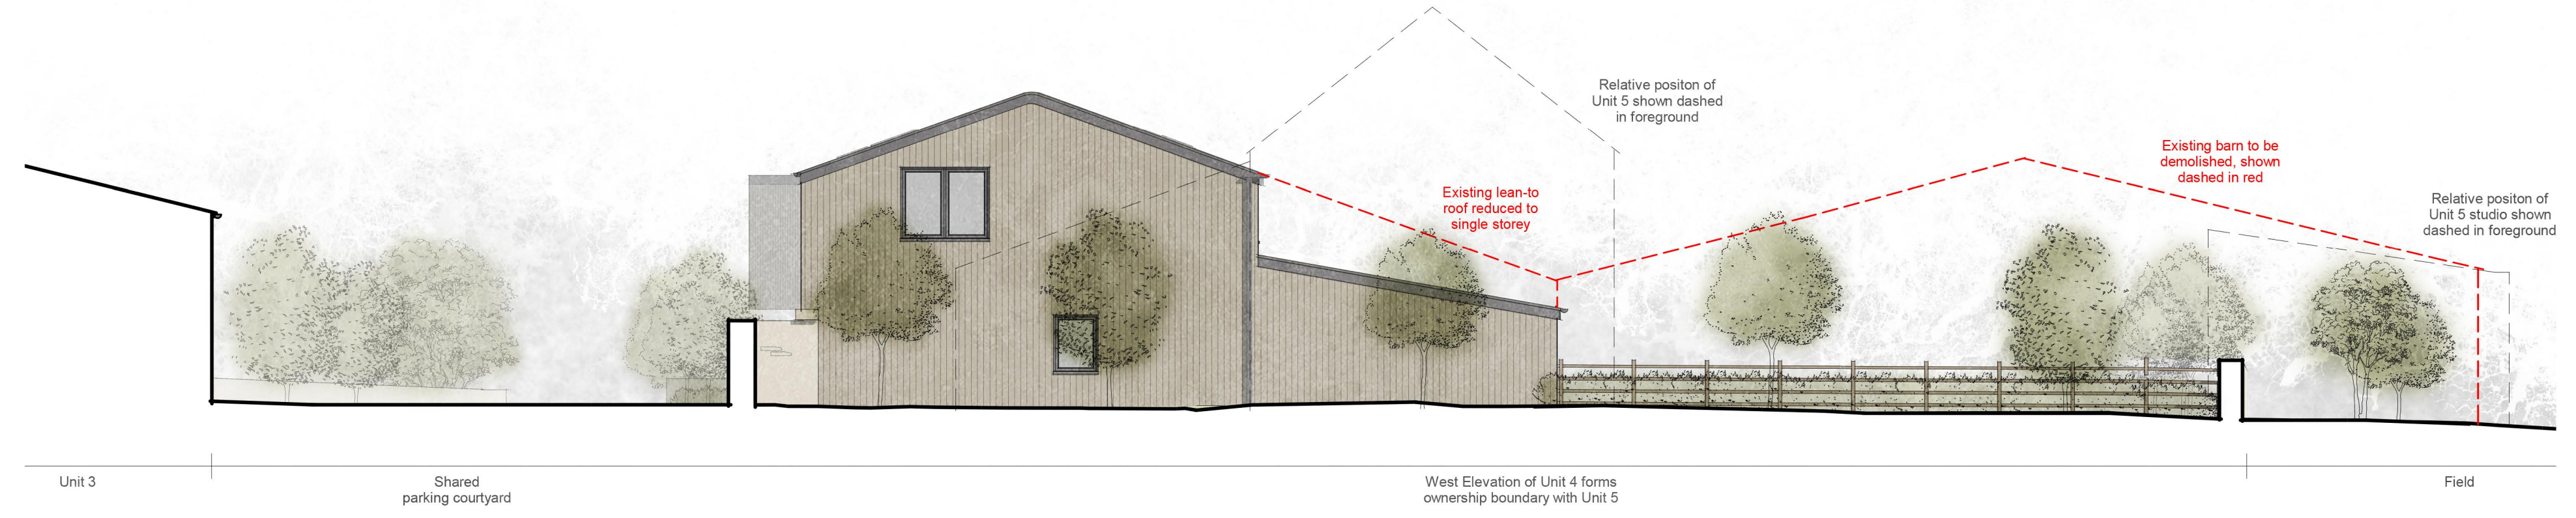 Relative positon of
Unit 5 shown dashed
in foreground
Existing lean-to
roof reduced to
single storey
Existing barn to be
demolished, shown
dashed in red
Relative positon of
Unit 5 studio shown
dashed in foreground
Unit 3
Shared
parking courtyard
West Elevation of Unit 4 forms
ownership boundary with Unit 5
Field